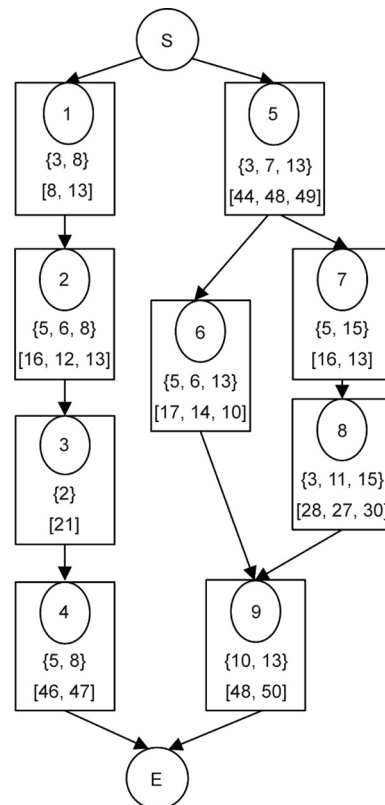 S
1
{3, 8}
[8, 13]
2
{5, 6, 8}
[16, 12, 13]
3
{2}
[21]
4
{5, 8}
[46, 47]
5
{3, 7, 13}
[44, 48, 49]
6
{5, 6, 13}
[17, 14, 10]
7
{5, 15}
[16, 13]
8
{3, 11, 15}
[28, 27, 30]
9
{10, 13}
[48, 50]
E